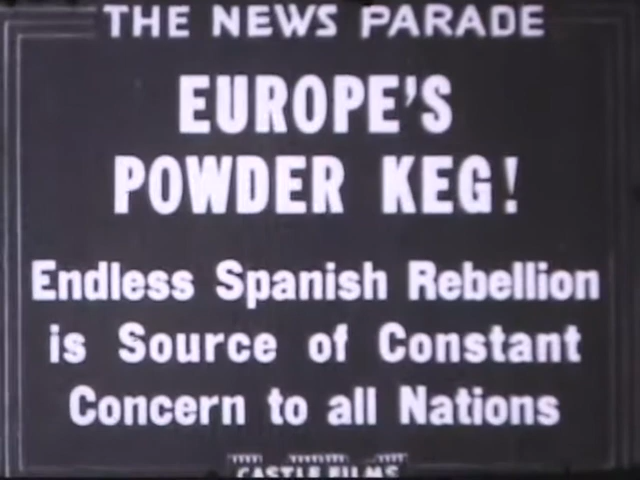 THE NEWS PARADE
EUROPE'S
POWDER KEG!
Endless Spanish Rebellion
is Source of Constant
Concern to all Nations
CASTLE FILMS